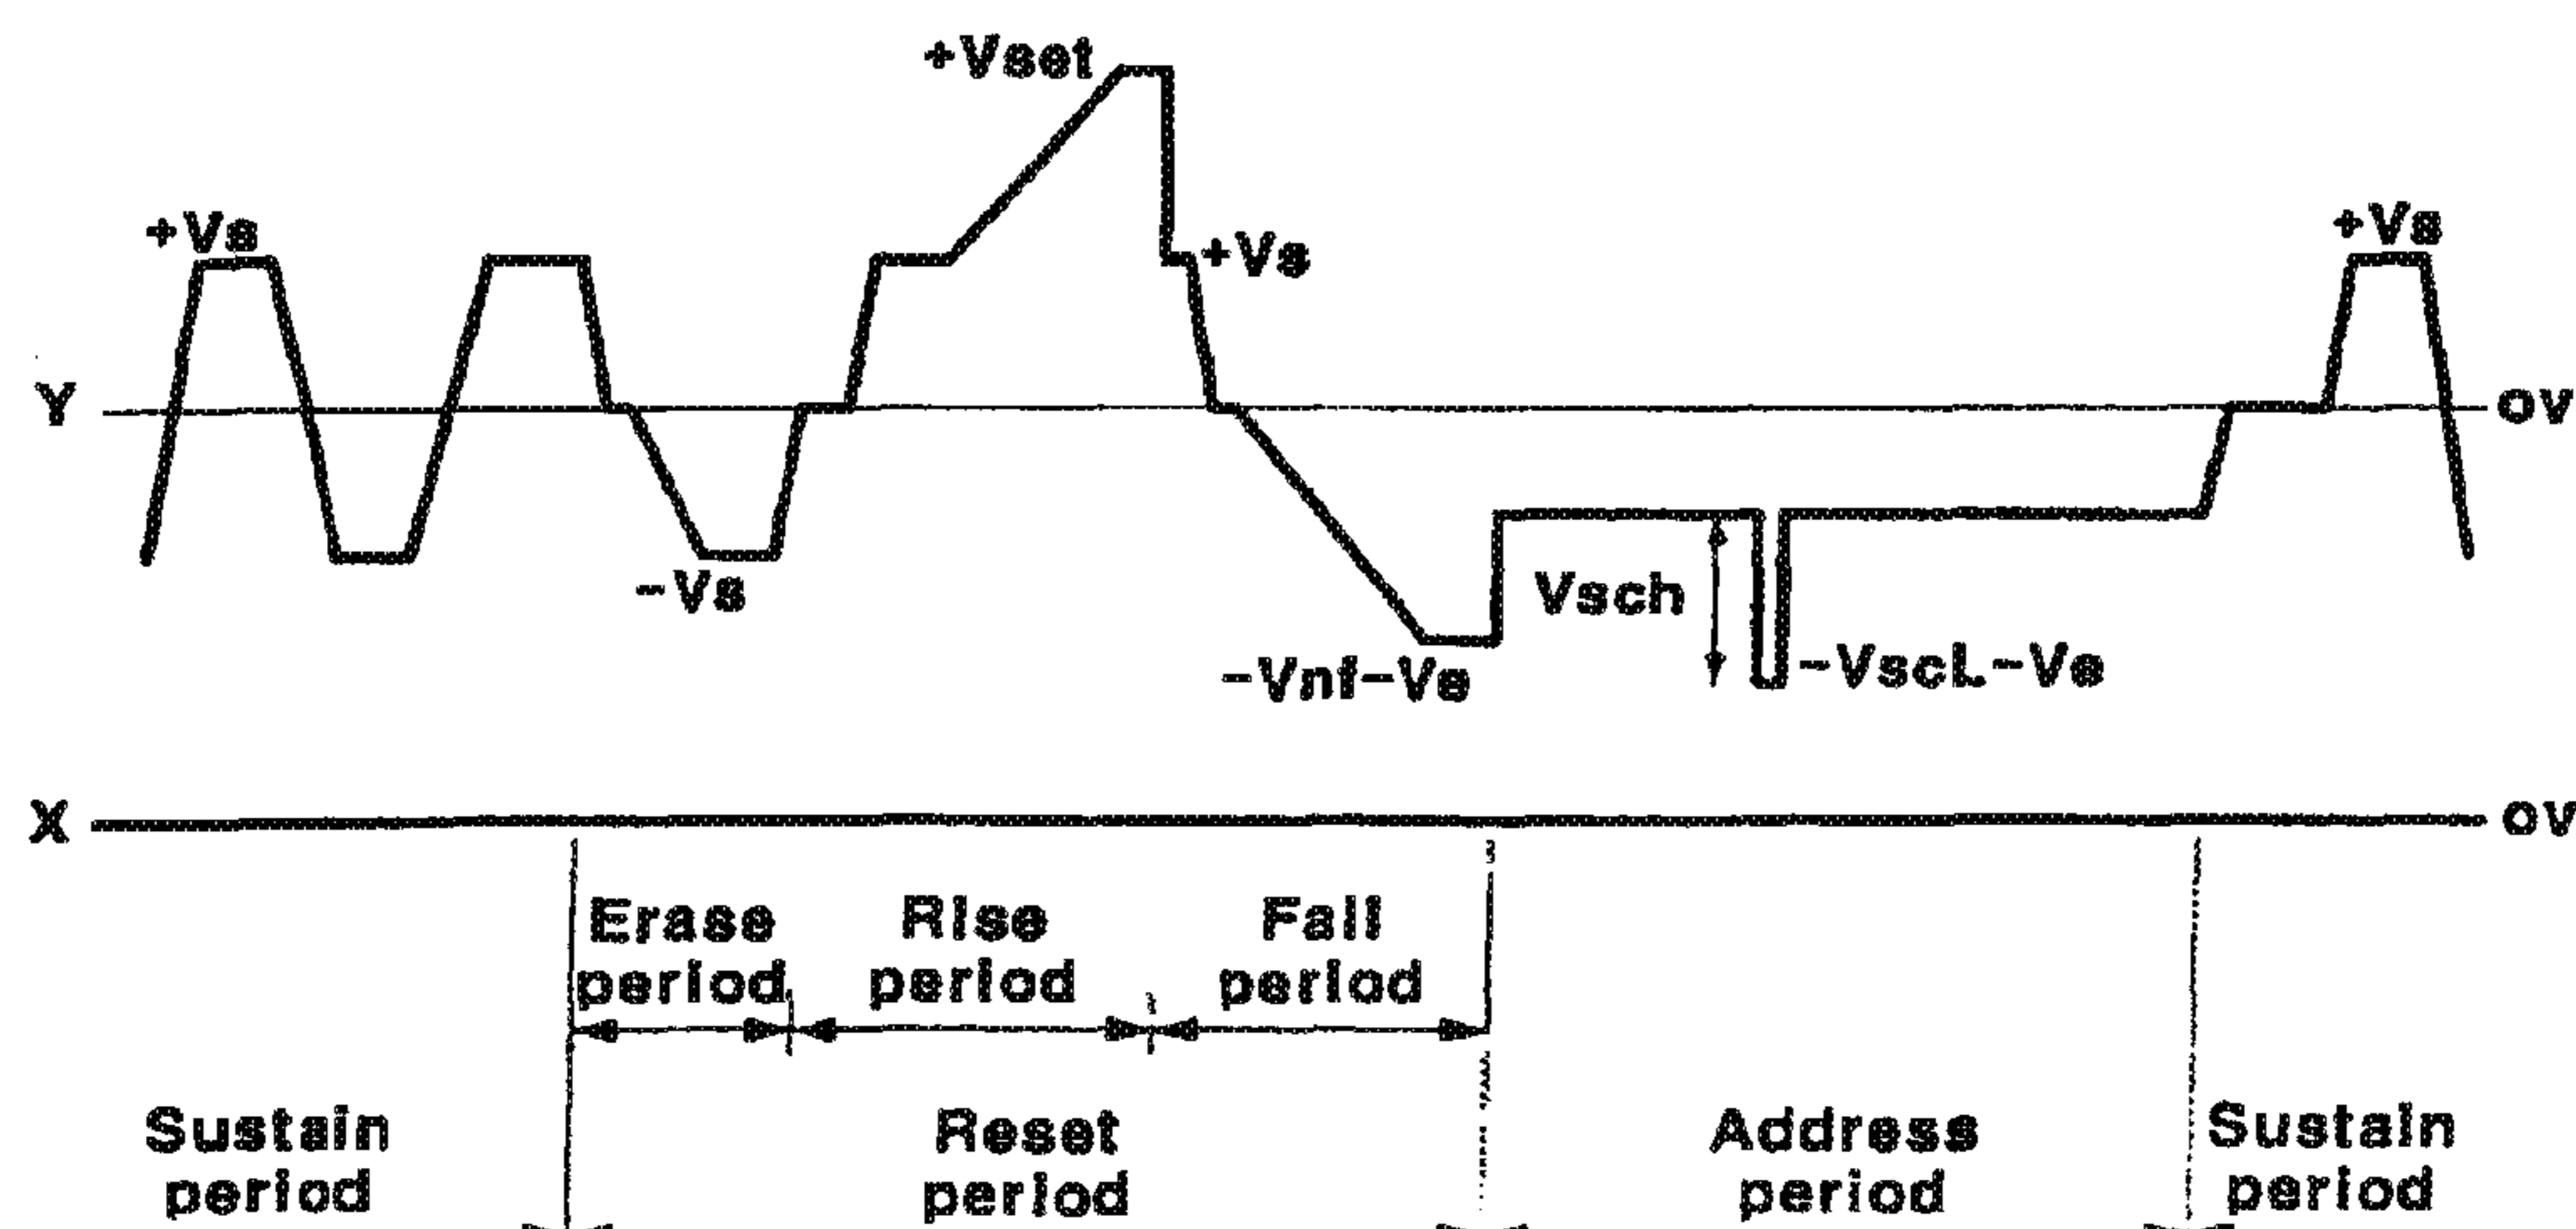 +Vset
+Vs
+Vs
+Vs
Y
0V
-Vs
Vsch
-Vnf-Ve
-VscL-Ve
X
0V
Erase
period
Rise
period
Fall
period
Sustain
period
Reset
period
Address
period
Sustain
period